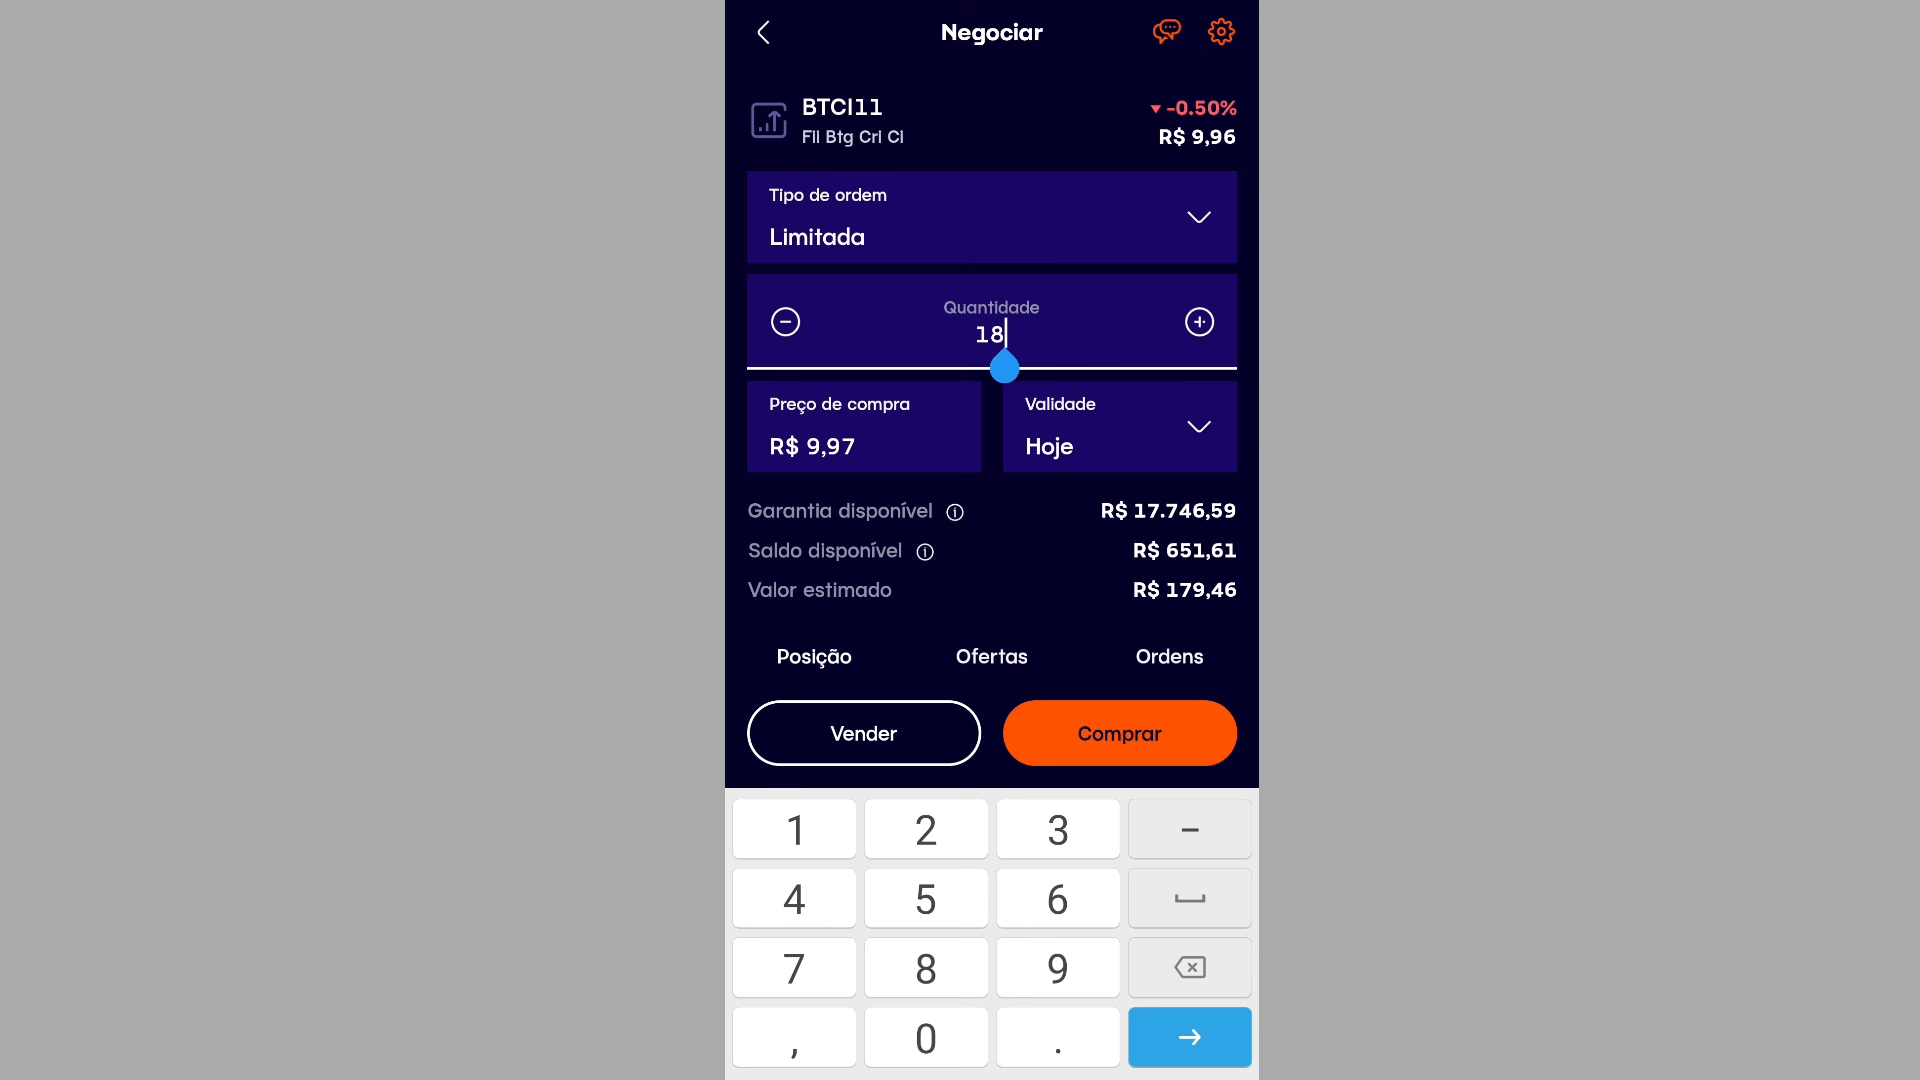 Negociar
BTCI11
-0.50%
Fii Btg Cri Ci
R$ 9,96
Tipo de ordem
Limitada
Quantidade
18
Preço de compra
R$ 9,97
Validade
Hoje
Garantia disponível
R$ 17.746,59
Saldo disponível
R$ 651,61
Valor estimado
R$ 179,46
Posição
Ofertas
Ordens
Vender
Comprar
1 2 3 –
4 5 6
7 8 9
, 0 .